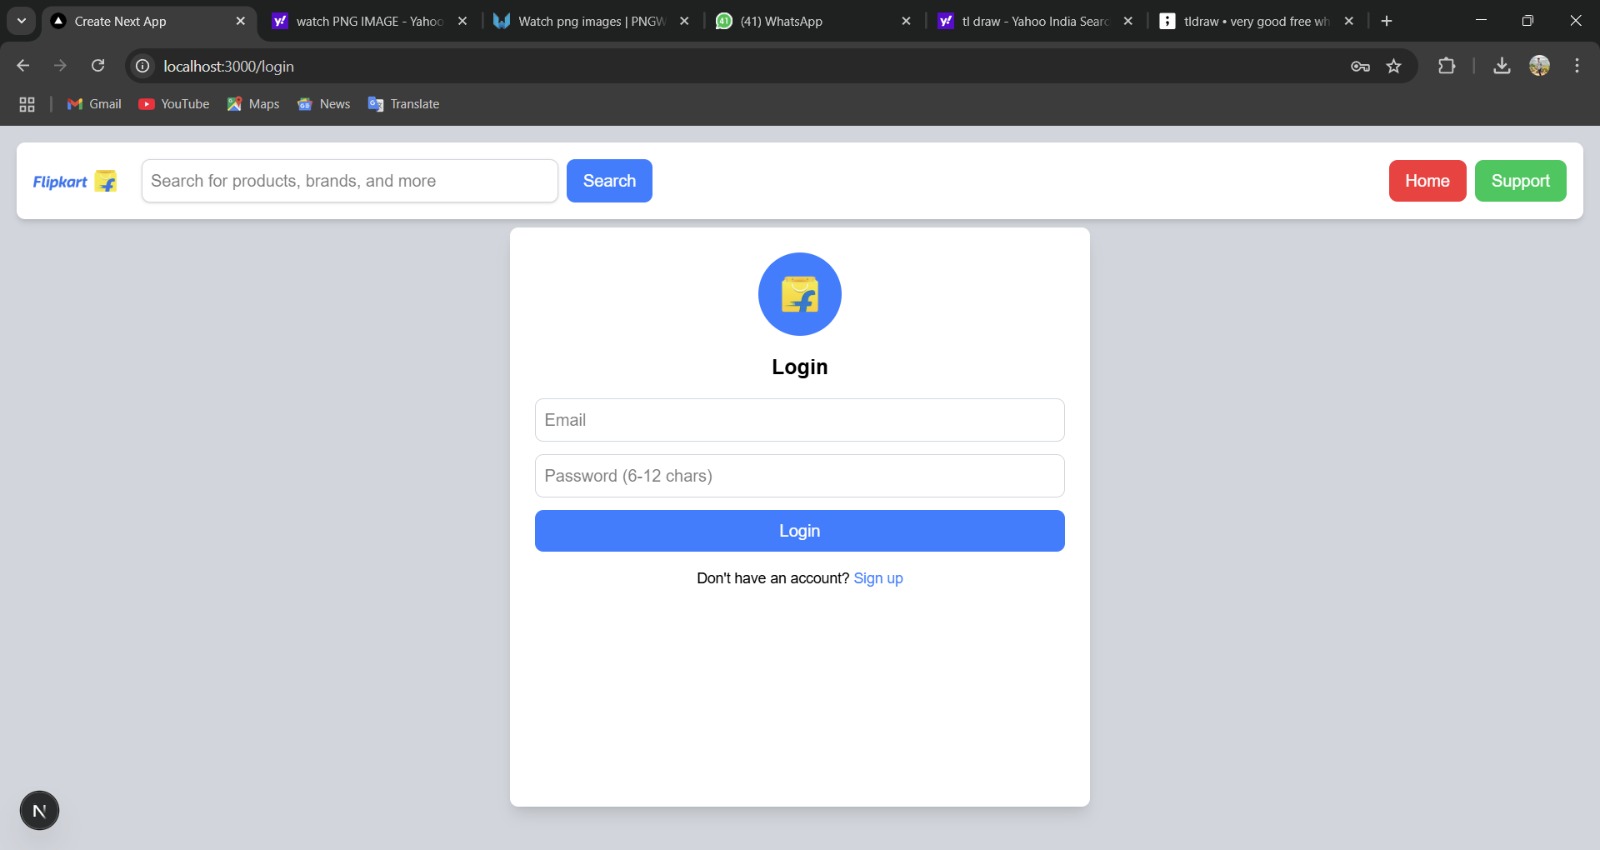 Create Next App
watch PNG IMAGE - Yahoo
Watch png images | PNGW
(41) WhatsApp
tl draw - Yahoo India Searc
tldraw • very good free wh
localhost:3000/login
Gmail
YouTube
Maps
News
Translate
Flipkart
Search for products, brands, and more
Search
Home
Support
Login
Email
Password (6-12 chars)
Login
Don't have an account? Sign up
N